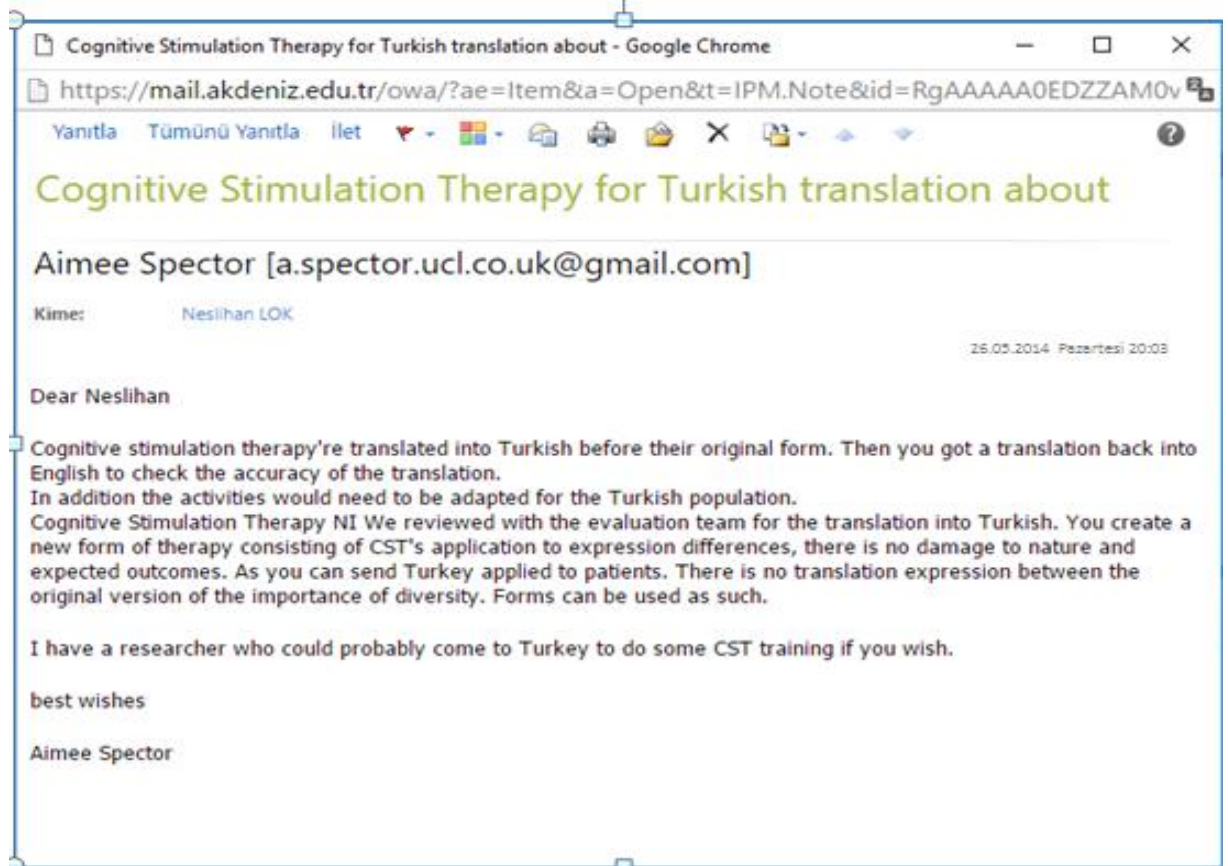 Cognitive Stimulation Therapy for Turkish translation about - Google Chrome
https://mail.akdeniz.edu.tr/owa/?ae=Item&a=Open&t=IPM.Note&id=RgAAAAA0EDZZAM0v
Yanıtla Tümünü Yanıtla İlet
Cognitive Stimulation Therapy for Turkish translation about
Aimee Spector [a.spector.ucl.co.uk@gmail.com]
Kime: Neslihan LOK
26.05.2014 Pazartesi 20:03
Dear Neslihan
Cognitive stimulation therapy're translated into Turkish before their original form. Then you got a translation back into
English to check the accuracy of the translation.
In addition the activities would need to be adapted for the Turkish population.
Cognitive Stimulation Therapy NI We reviewed with the evaluation team for the translation into Turkish. You create a
new form of therapy consisting of CST's application to expression differences, there is no damage to nature and
expected outcomes. As you can send Turkey applied to patients. There is no translation expression between the
original version of the importance of diversity. Forms can be used as such.
I have a researcher who could probably come to Turkey to do some CST training if you wish.
best wishes
Aimee Spector